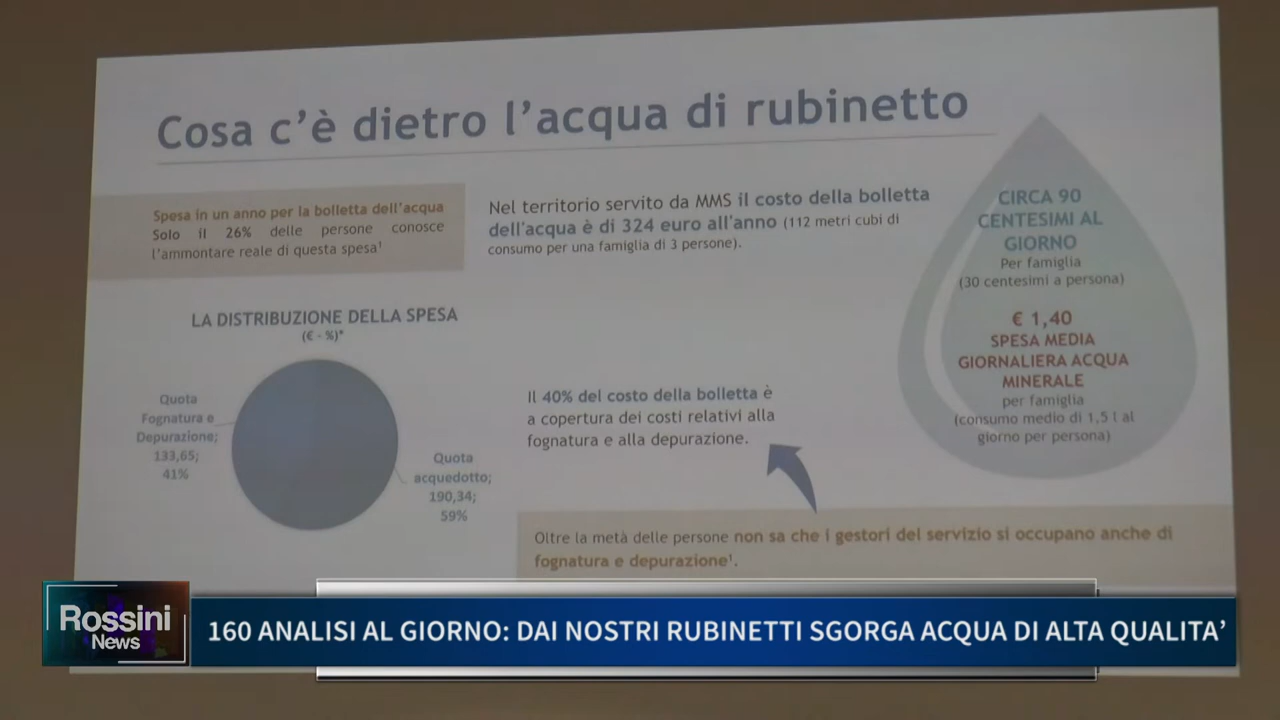 Cosa c'è dietro l'acqua di rubinetto
Spesa in un anno per la bolletta dell'acqua
Solo il 26% delle persone conosce
l'ammontare reale di questa spesa¹
Nel territorio servito da MMS il costo della bolletta
dell'acqua è di 324 euro all'anno (112 metri cubi di
consumo per una famiglia di 3 persone).
CIRCA 90
CENTESIMI AL
GIORNO
Per famiglia
(30 centesimi a persona)
€ 1,40
SPESA MEDIA
GIORNALIERA ACQUA
MINERALE
per famiglia
(consumo medio di 1,5 l al
giorno per persona)
LA DISTRIBUZIONE DELLA SPESA
(€ - %)*
Quota
Fognatura e
Depurazione;
133,65;
41%
Quota
acquedotto;
190,34;
59%
Il 40% del costo della bolletta è
a copertura dei costi relativi alla
fognatura e alla depurazione.
Oltre la metà delle persone non sa che i gestori del servizio si occupano anche di
fognatura e depurazione¹.
Rossini
News
160 ANALISI AL GIORNO: DAI NOSTRI RUBINETTI SGORGA ACQUA DI ALTA QUALITA'